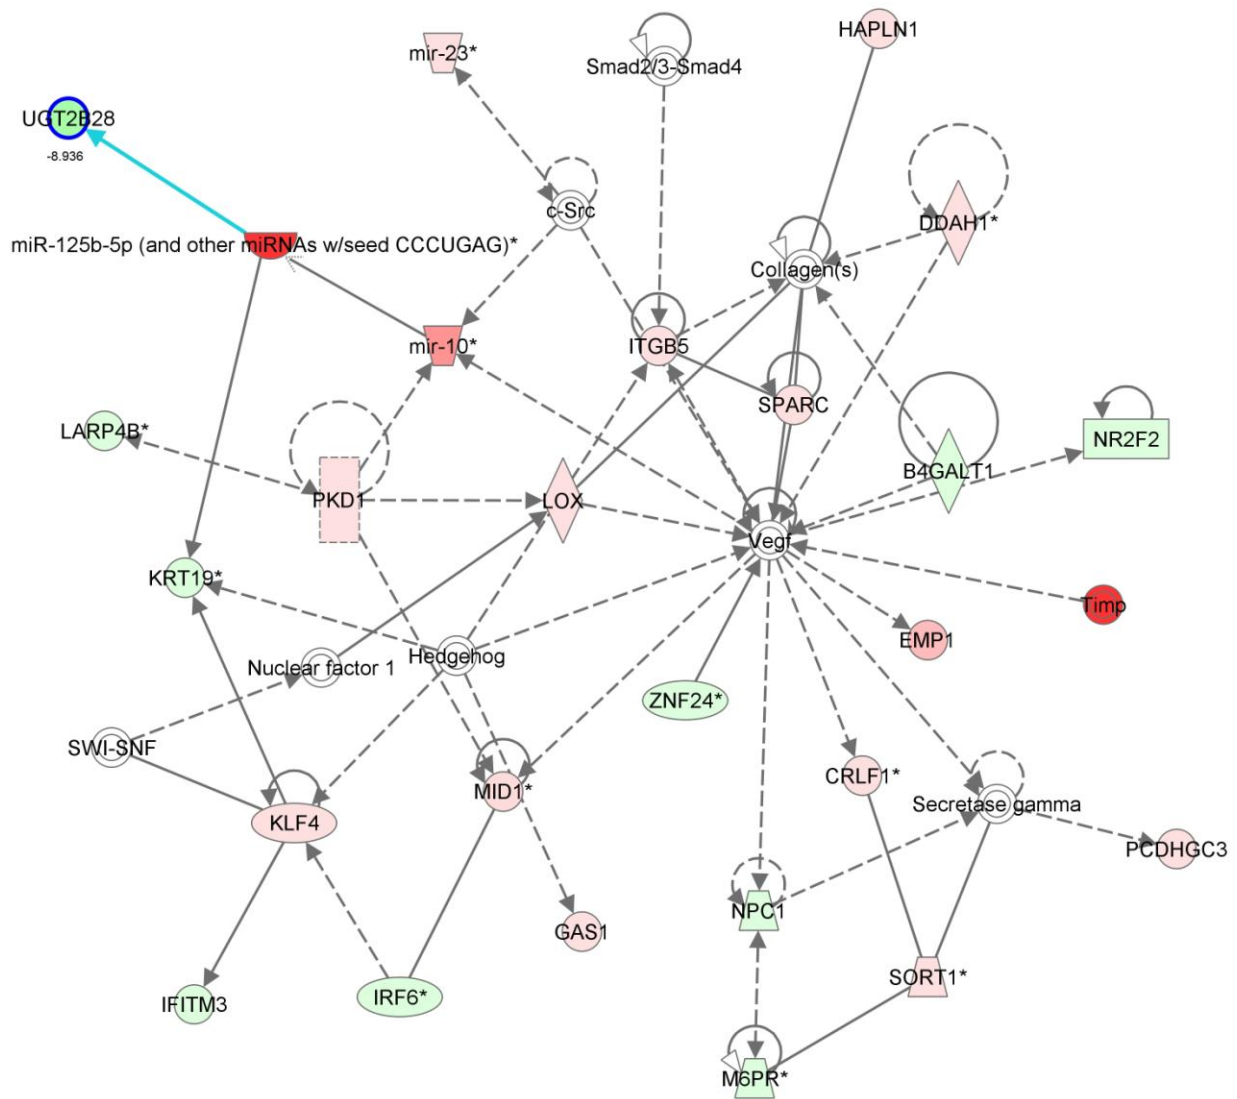 HAPLN1
mir-23*
Smad2/3-Smad4
UGT2B28
-8.936
c-Src
DDAH1*
miR-125b-5p (and other miRNAs w/seed CCCUGAG)*
Collagen(s)
mir-10*
ITGB5
SPARC
LARP4B*
NR2F2
B4GALT1
PKD1
LOX
Vegf
KRT19*
Timp
EMP1
Nuclear factor 1
Hedgehog
ZNF24*
SWI-SNF
CRLF1*
MID1*
Secretase gamma
KLF4
PCDHGC3
NPC1
GAS1
SORT1*
IFITM3
IRF6*
M6PR*